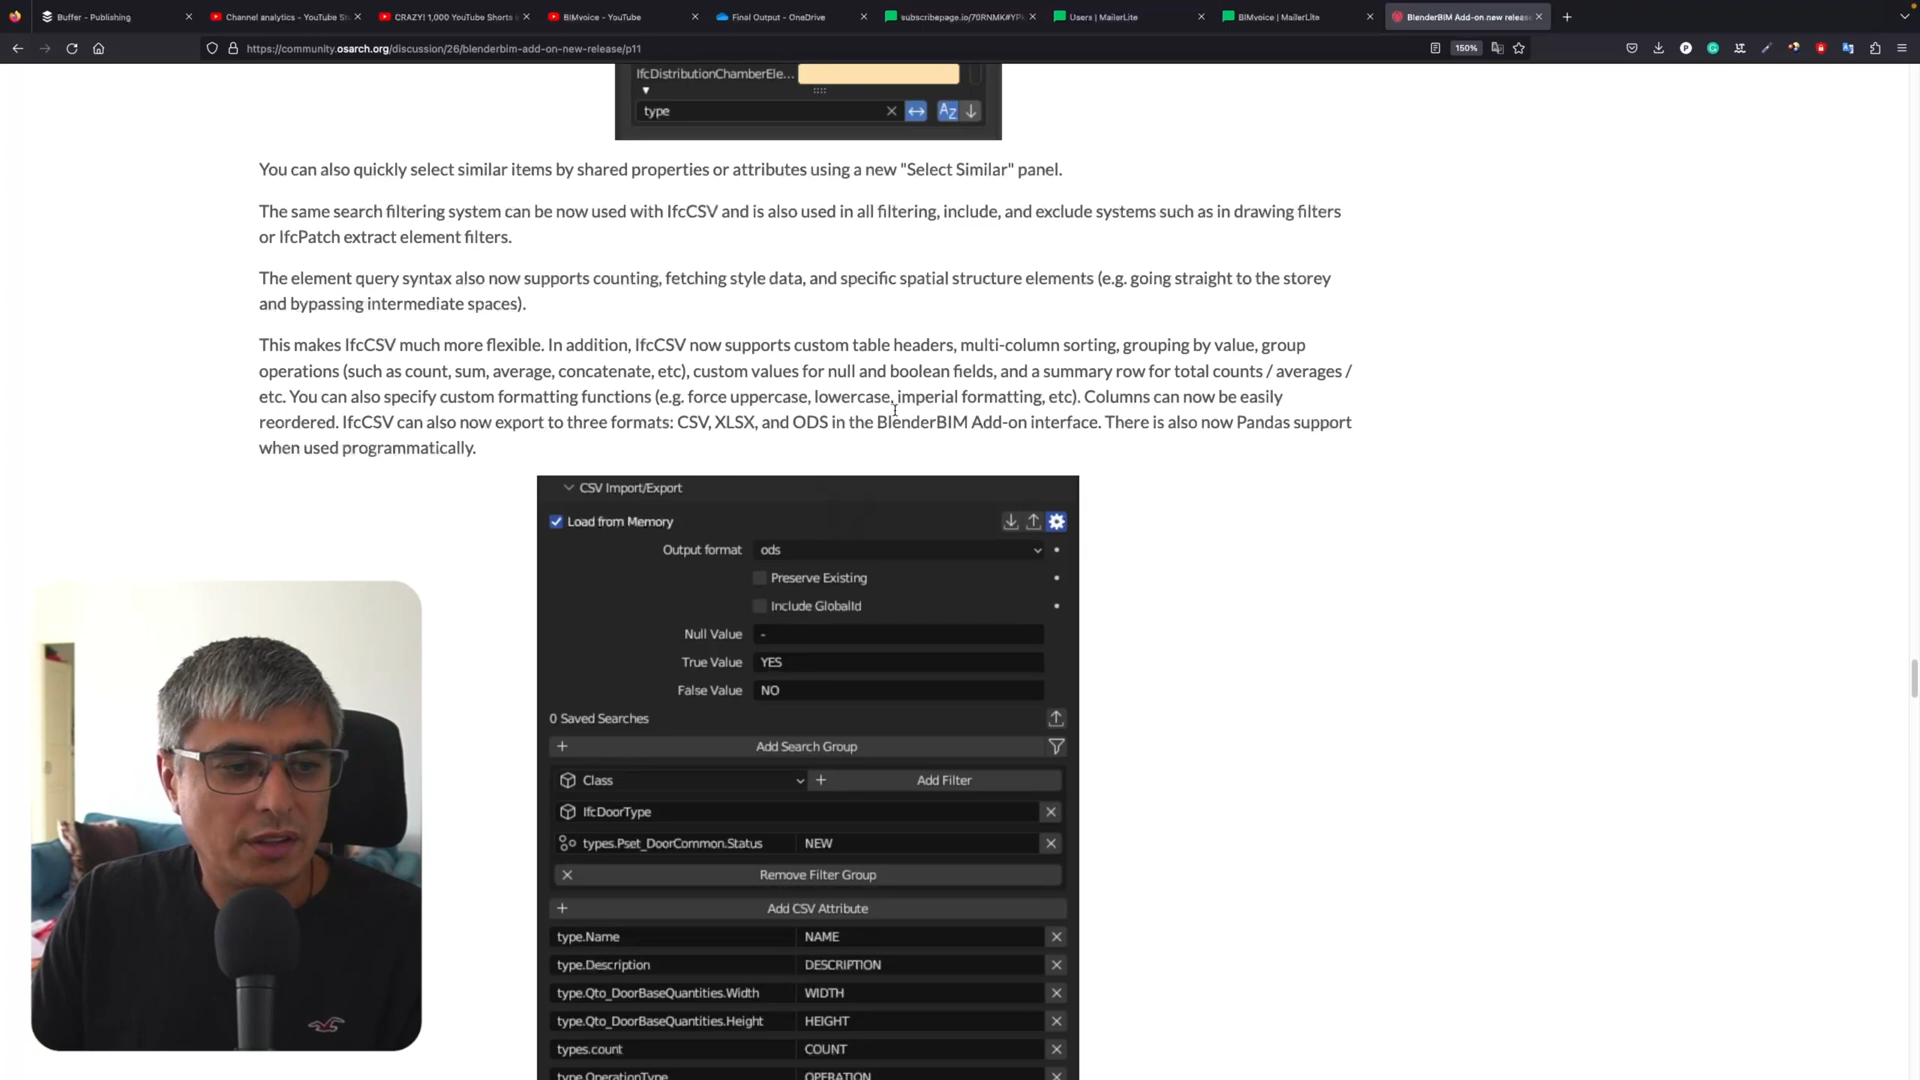 Buffer - Publishing
Channel analytics - YouTube St
CRAZY! 1,000 YouTube Shorts i
BIMvoice - YouTube
Final Output - OneDrive
subscribepage.io/70RNMK#YPl
Users | MailerLite
BIMvoice | MailerLite
BlenderBIM Add-on new releas
https://community.osarch.org/discussion/26/blenderbim-add-on-new-release/p11
150%
IfcDistributionChamberEle...
type
You can also quickly select similar items by shared properties or attributes using a new "Select Similar" panel.
The same search filtering system can be now used with IfcCSV and is also used in all filtering, include, and exclude systems such as in drawing filters
or IfcPatch extract element filters.
The element query syntax also now supports counting, fetching style data, and specific spatial structure elements (e.g. going straight to the storey
and bypassing intermediate spaces).
This makes IfcCSV much more flexible. In addition, IfcCSV now supports custom table headers, multi-column sorting, grouping by value, group
operations (such as count, sum, average, concatenate, etc), custom values for null and boolean fields, and a summary row for total counts / averages /
etc. You can also specify custom formatting functions (e.g. force uppercase, lowercase, imperial formatting, etc). Columns can now be easily
reordered. IfcCSV can also now export to three formats: CSV, XLSX, and ODS in the BlenderBIM Add-on interface. There is also now Pandas support
when used programmatically.
CSV Import/Export
Load from Memory
Output format ods
Preserve Existing
Include GlobalId
Null Value -
True Value YES
False Value NO
0 Saved Searches
Add Search Group
Class Add Filter
IfcDoorType
types.Pset_DoorCommon.Status NEW
Remove Filter Group
Add CSV Attribute
type.Name NAME
type.Description DESCRIPTION
type.Qto_DoorBaseQuantities.Width WIDTH
type.Qto_DoorBaseQuantities.Height HEIGHT
types.count COUNT
type.OperationType OPERATION